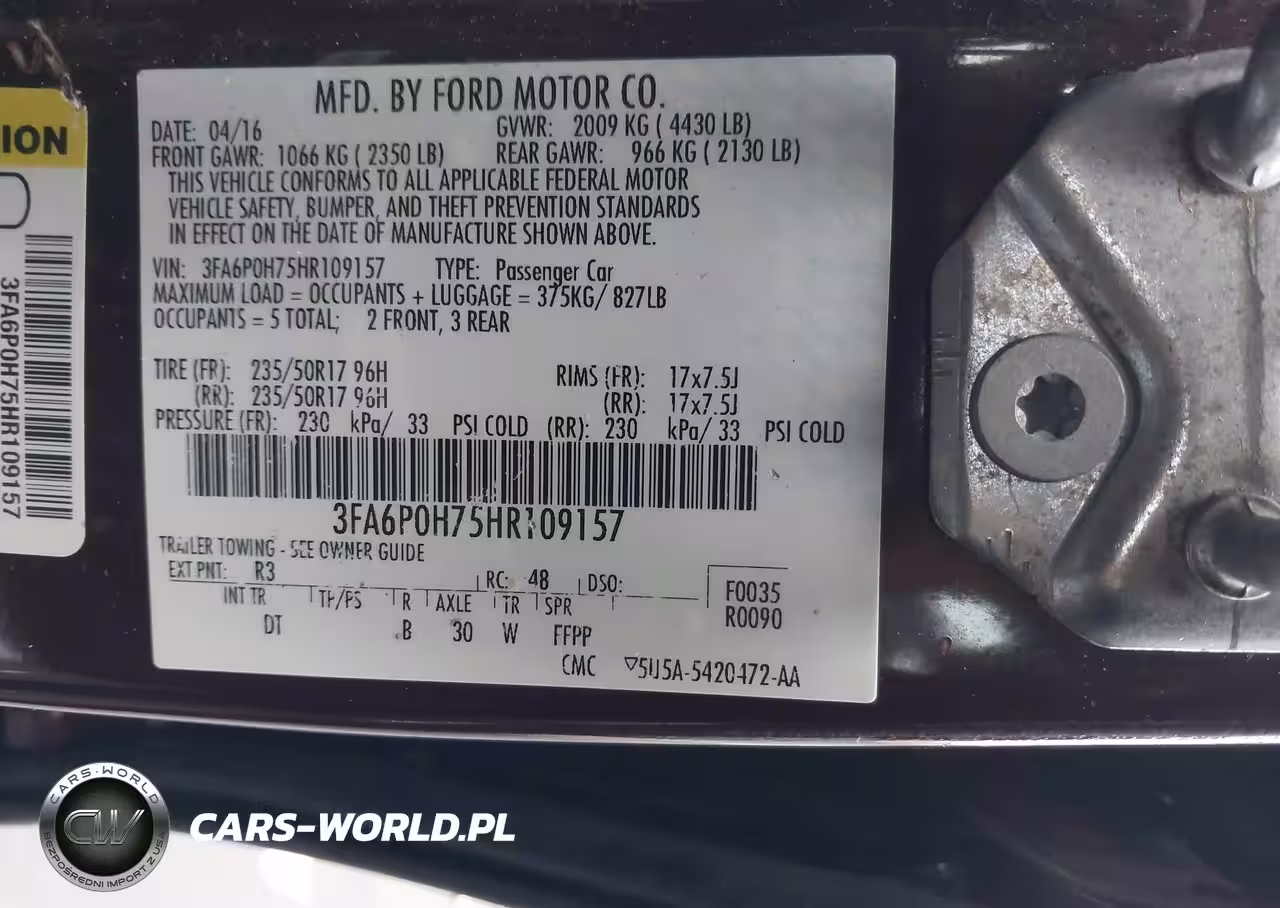 ION
3FA6P0H75HR109157
MFD. BY FORD MOTOR CO.
DATE: 04/16 GVWR: 2009 KG ( 4430 LB)
FRONT GAWR: 1066 KG ( 2350 LB) REAR GAWR: 966 KG ( 2130 LB)
THIS VEHICLE CONFORMS TO ALL APPLICABLE FEDERAL MOTOR
VEHICLE SAFETY, BUMPER, AND THEFT PREVENTION STANDARDS
IN EFFECT ON THE DATE OF MANUFACTURE SHOWN ABOVE.
VIN: 3FA6P0H75HR109157 TYPE: Passenger Car
MAXIMUM LOAD = OCCUPANTS + LUGGAGE = 375KG/ 827LB
OCCUPANTS = 5 TOTAL; 2 FRONT, 3 REAR
TIRE (FR): 235/50R17 96H RIMS (FR): 17x7.5J
(RR): 235/50R17 96H (RR): 17x7.5J
PRESSURE (FR): 230 kPa/ 33 PSI COLD (RR): 230 kPa/ 33 PSI COLD
3FA6P0H75HR109157
TRAILER TOWING - SEE OWNER GUIDE
EXT PNT: R3 RC: 48 DSO: F0035
INT TR TP/PS R AXLE TR SPR R0090
DT B 30 W FFPP
CMC ▽5U5A-5420472-AA
CARS-WORLD
CW
BEZPOŚREDNI IMPORT Z USA
CARS-WORLD.PL